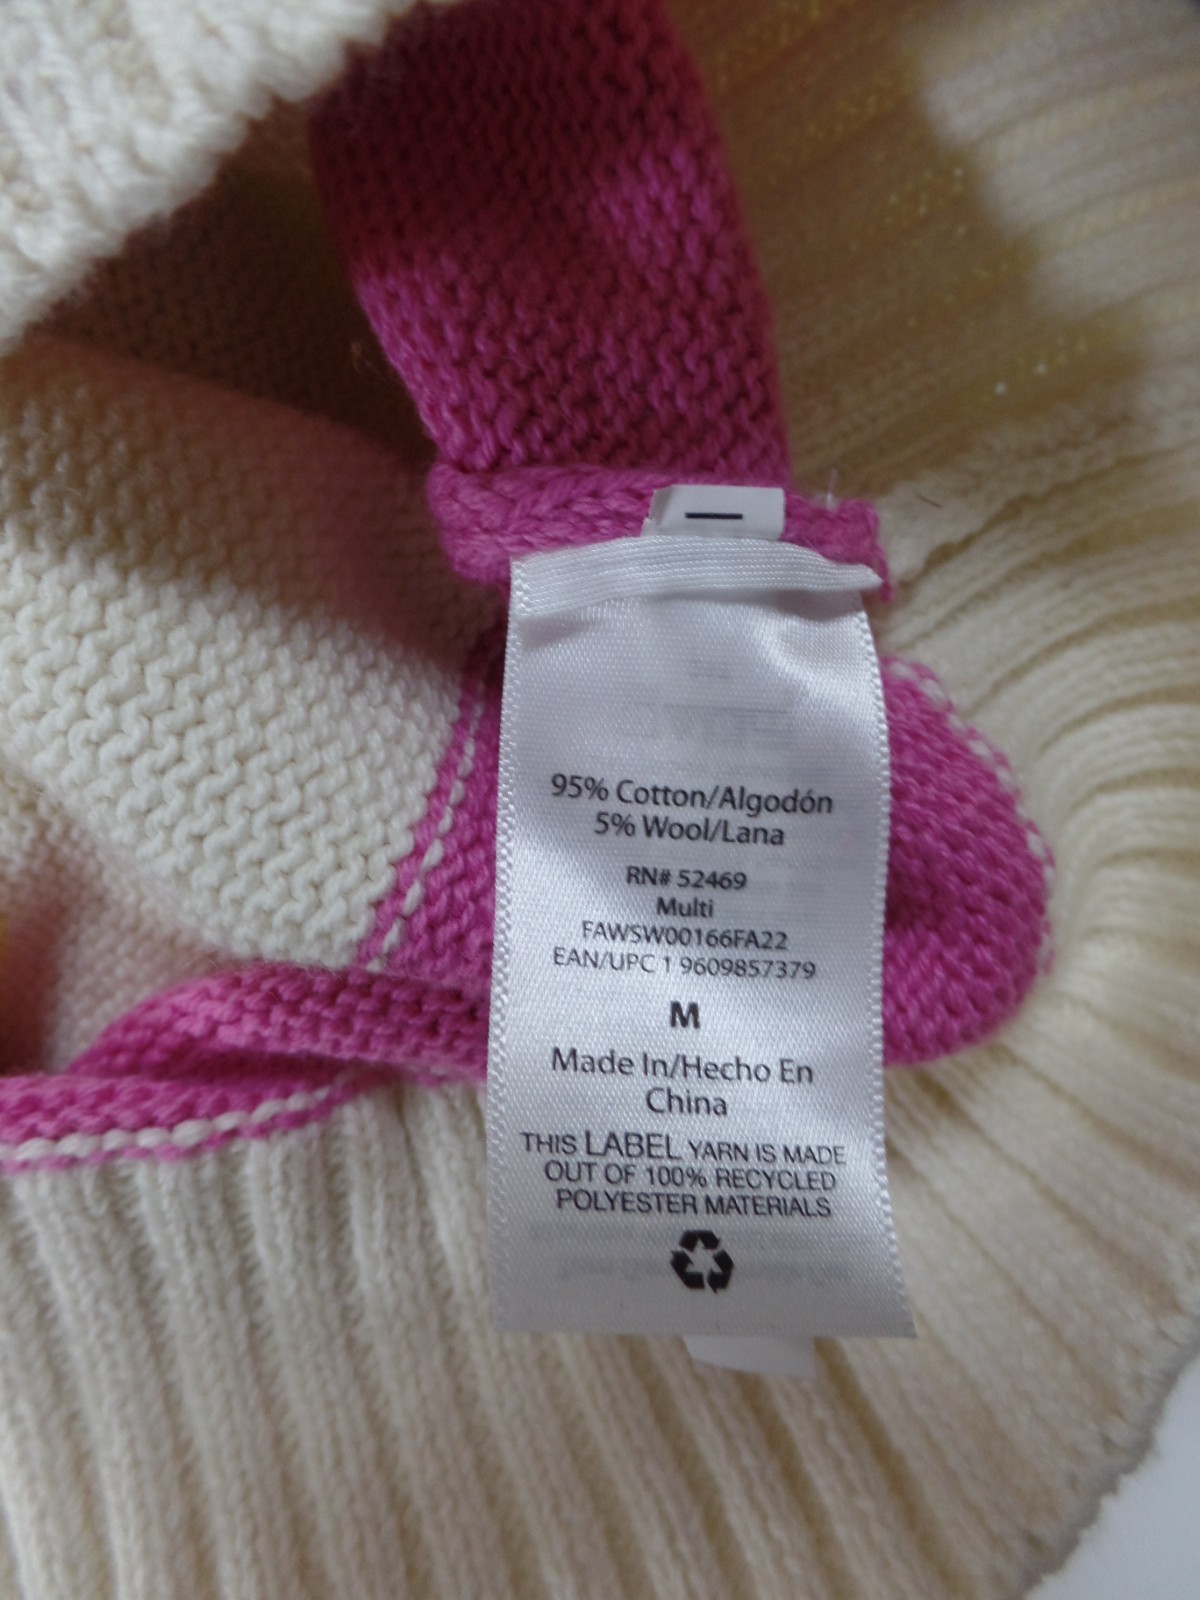 95% Cotton/Algodón
5% Wool/Lana
RN# 52469
Multi
FAWSW00166FA22
EAN/UPC 1 9609857379
M
Made In/Hecho En
China
THIS LABEL YARN IS MADE
OUT OF 100% RECYCLED
POLYESTER MATERIALS